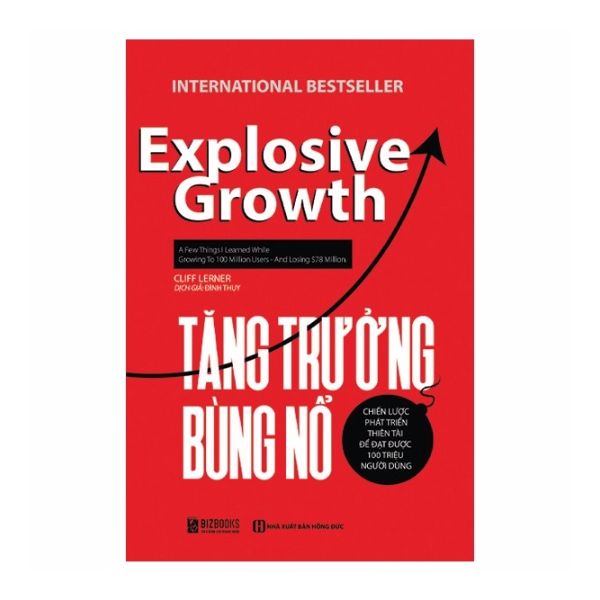 INTERNATIONAL BESTSELLER
Explosive
Growth
A Few Things I Learned While
Growing To 100 Million Users - And Losing $78 Million
CLIFF LERNER
DỊCH GIẢ: ĐÌNH THUY
TĂNG TRƯỞNG
BÙNG NỔ
CHIẾN LƯỢC
PHÁT TRIỂN
THIÊN TÀI
ĐỂ ĐẠT ĐƯỢC
100 TRIỆU
NGƯỜI DÙNG
BIZBOOKS
NHÀ XUẤT BẢN HỒNG ĐỨC